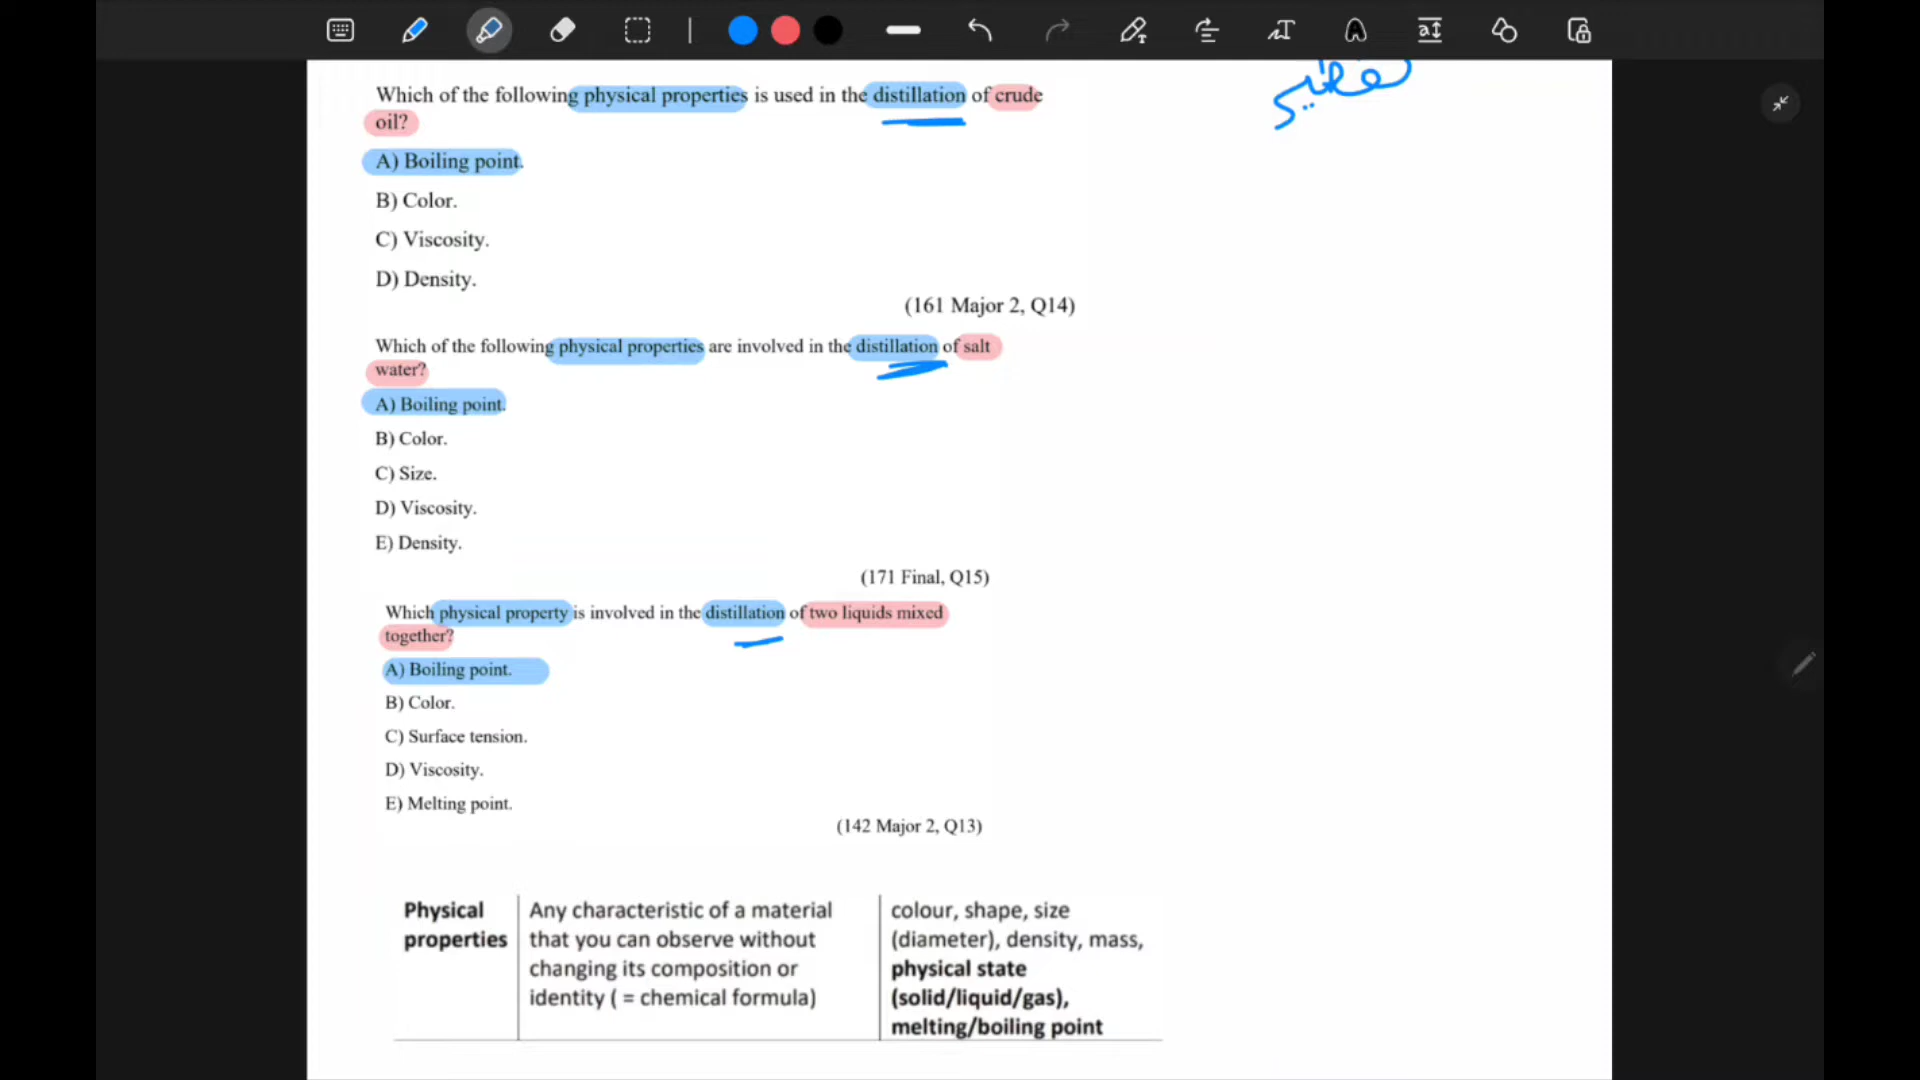 Which of the following physical properties is used in the distillation of crude
oil?
A) Boiling point.
B) Color.
C) Viscosity.
D) Density.
(161 Major 2, Q14)
Which of the following physical properties are involved in the distillation of salt
water?
A) Boiling point.
B) Color.
C) Size.
D) Viscosity.
E) Density.
(171 Final, Q15)
Which physical property is involved in the distillation of two liquids mixed
together?
A) Boiling point.
B) Color.
C) Surface tension.
D) Viscosity.
E) Melting point.
(142 Major 2, Q13)
Physical
properties
Any characteristic of a material
that you can observe without
changing its composition or
identity ( = chemical formula)
colour, shape, size
(diameter), density, mass,
physical state
(solid/liquid/gas),
melting/boiling point